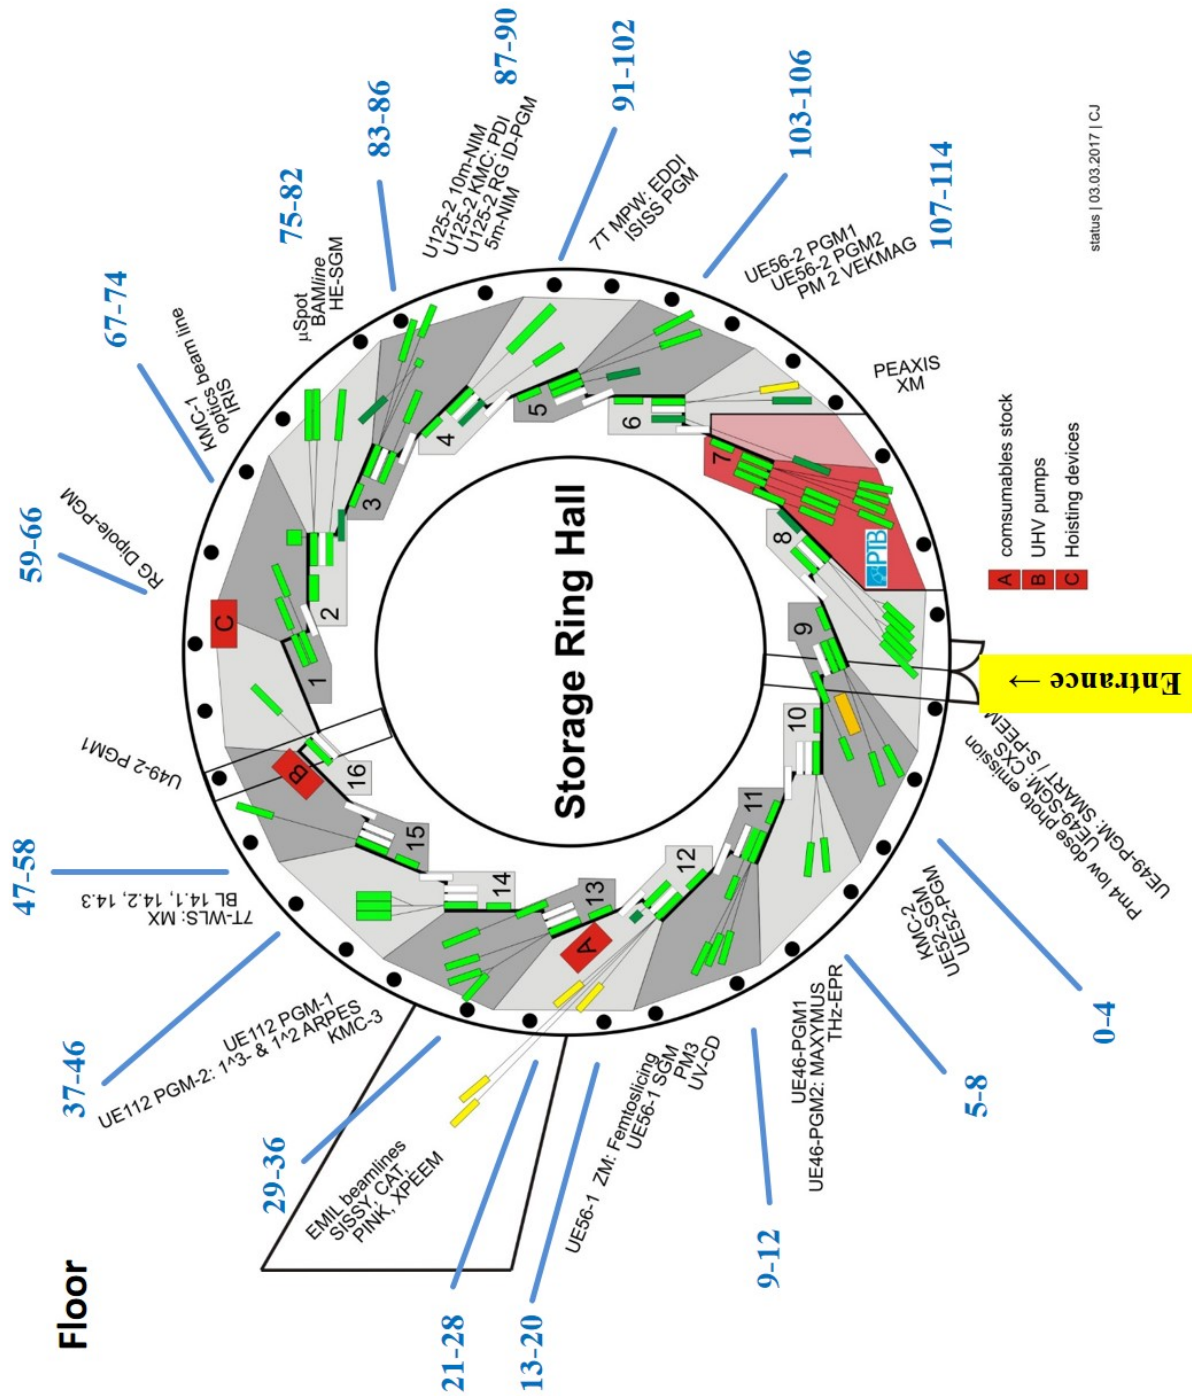 Floor
Storage Ring Hall
1
2
3
4
5
6
7
8
9
10
11
12
13
14
15
16
A
B
C
PTB
Entrance →
0-4
5-8
9-12
13-20
21-28
29-36
37-46
47-58
59-66
67-74
75-82
83-86
87-90
91-102
103-106
107-114
UE49-PGM: SMART / S-PEEM
UE49-SGM: CXS
Pm4 low dose photo emission
KMC-2
UE52-SGM
UE52-PGM
UE46-PGM1
UE46-PGM2: MAXYMUS
THz-EPR
UE56-1 ZM: Femtoslicing
UE56-1 SGM
PM3
UV-CD
EMIL beamlines
SISSY, CAT,
PINK, XPEEM
UE112 PGM-1
UE112 PGM-2: 1^3- & 1^2 ARPES
KMC-3
7T-WLS: MX
BL 14.1, 14.2, 14.3
U49-2 PGM1
RG Dipole-PGM
KMC-1
optics beam line
IRIS
µSpot
BAMline
HE-SGM
U125-2 10m-NIM
U125-2 KMC: PDI
U125-2 RG ID-PGM
5m-NIM
7T MPW: EDDI
ISISS PGM
UE56-2 PGM1
UE56-2 PGM2
PM 2 VEKMAG
PEAXIS
XM
A comsumables stock
B UHV pumps
C Hoisting devices
status | 03.03.2017 | CJ